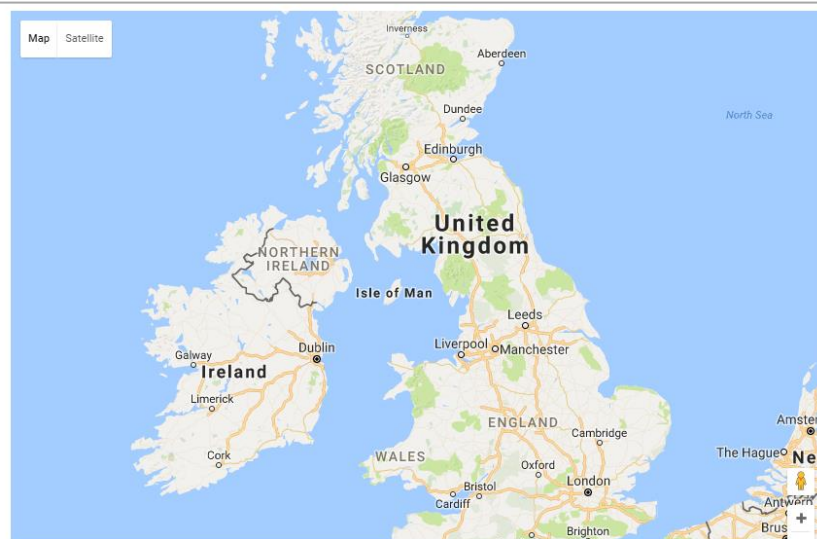 Map Satellite
Inverness
Aberdeen
SCOTLAND
Dundee
North Sea
Edinburgh
Glasgow
United
Kingdom
NORTHERN
IRELAND
Isle of Man
Leeds
Liverpool
Manchester
Dublin
Galway
Ireland
Limerick
ENGLAND
Cambridge
Amste
Cork
WALES
The Hague
Ne
Oxford
London
Bristol
Cardiff
Antwerp
Brus
Brighton
+